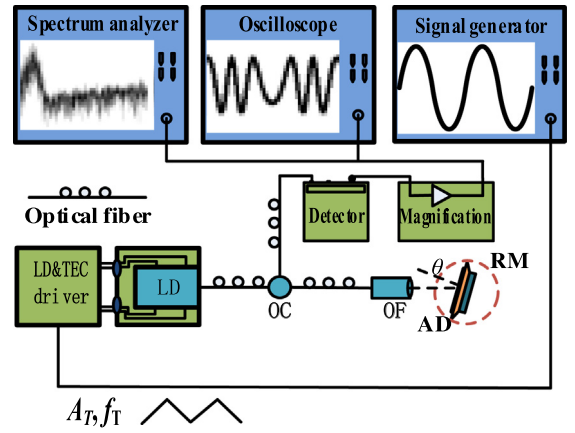 Spectrum analyzer
Oscilloscope
Signal generator
Optical fiber
Detector
Magnification
LD&TEC
driver
LD
OC
OF
θ
RM
AD
A_T, f_T